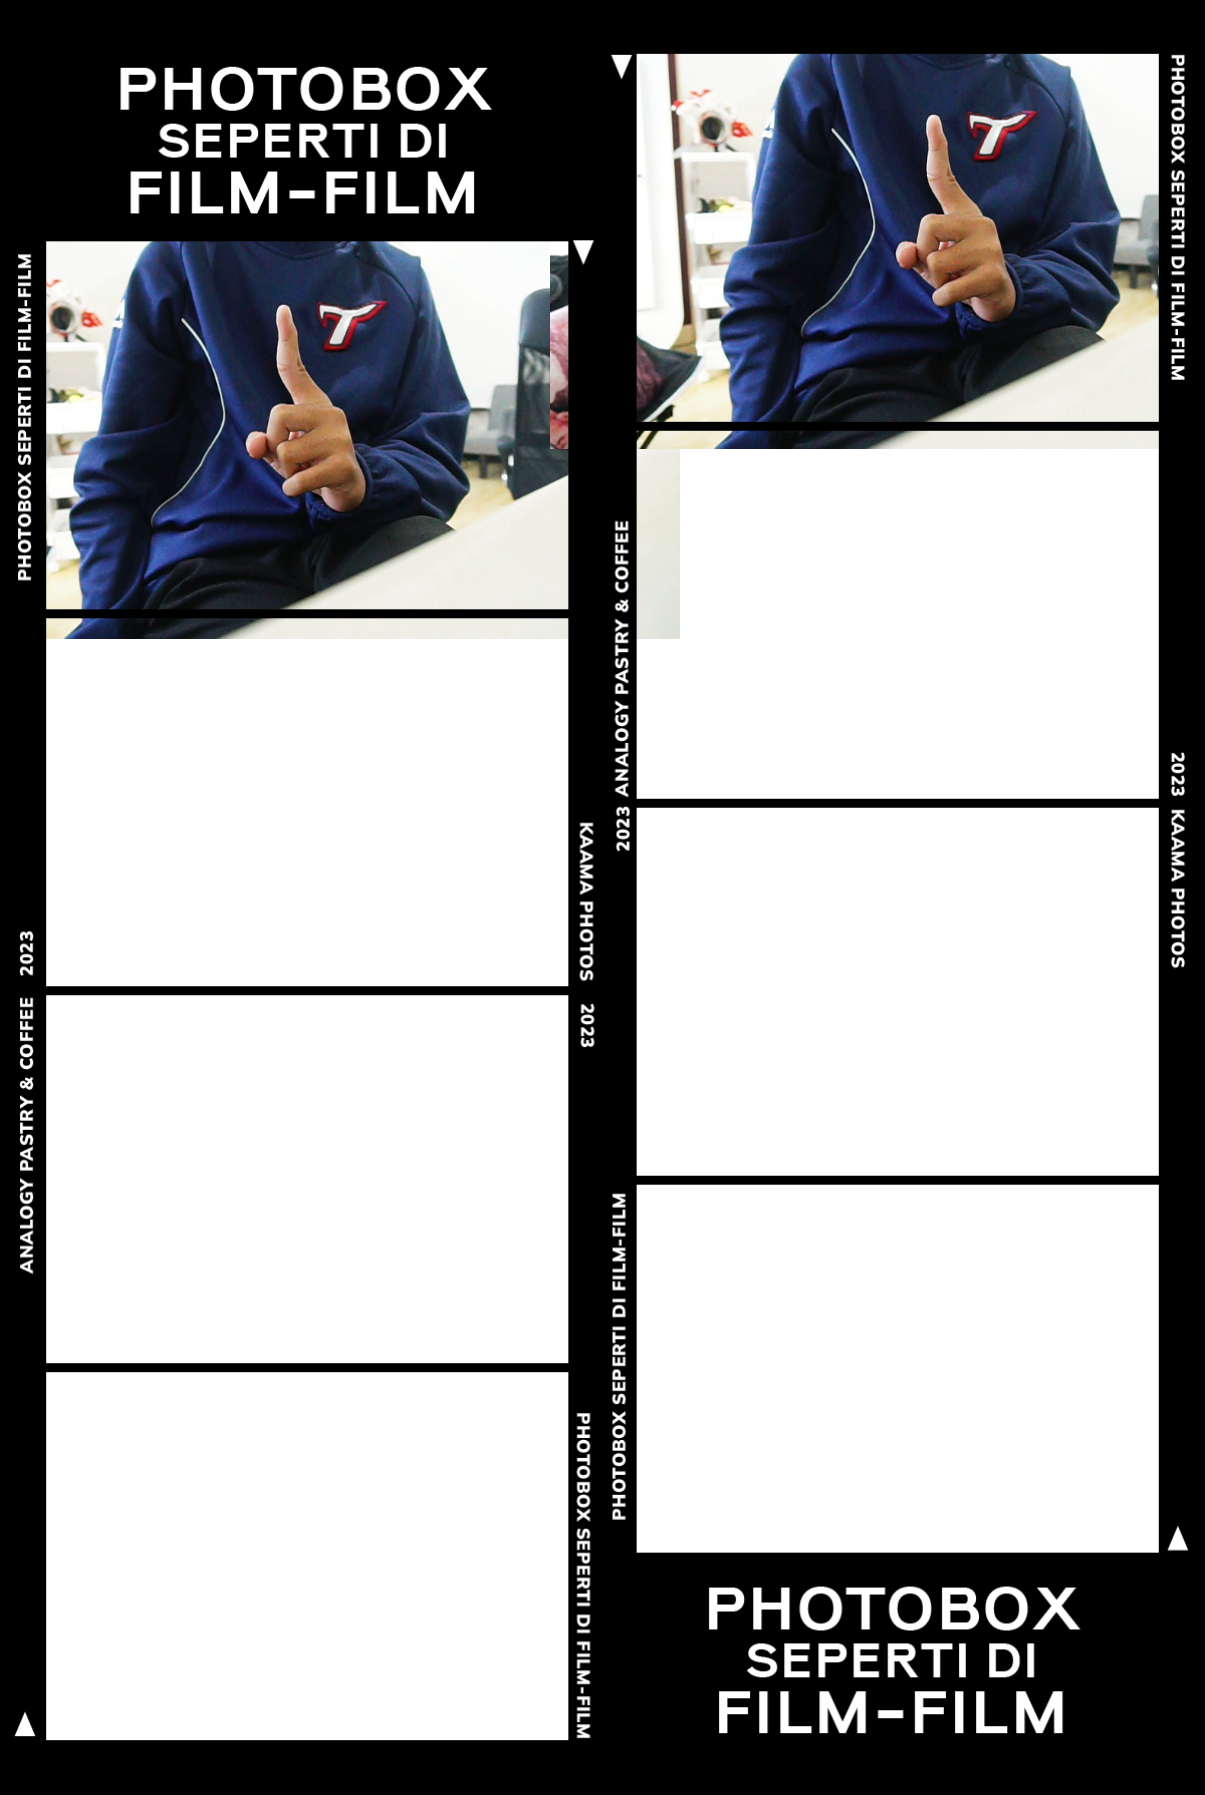 PHOTOBOX
SEPERTI DI
FILM-FILM
PHOTOBOX SEPERTI DI FILM-FILM
T
2023
ANALOGY PASTRY & COFFEE
KAAMA PHOTOS
2023
PHOTOBOX SEPERTI DI FILM-FILM
PHOTOBOX SEPERTI DI FILM-FILM
T
ANALOGY PASTRY & COFFEE
2023
2023
KAAMA PHOTOS
PHOTOBOX SEPERTI DI FILM-FILM
PHOTOBOX
SEPERTI DI
FILM-FILM